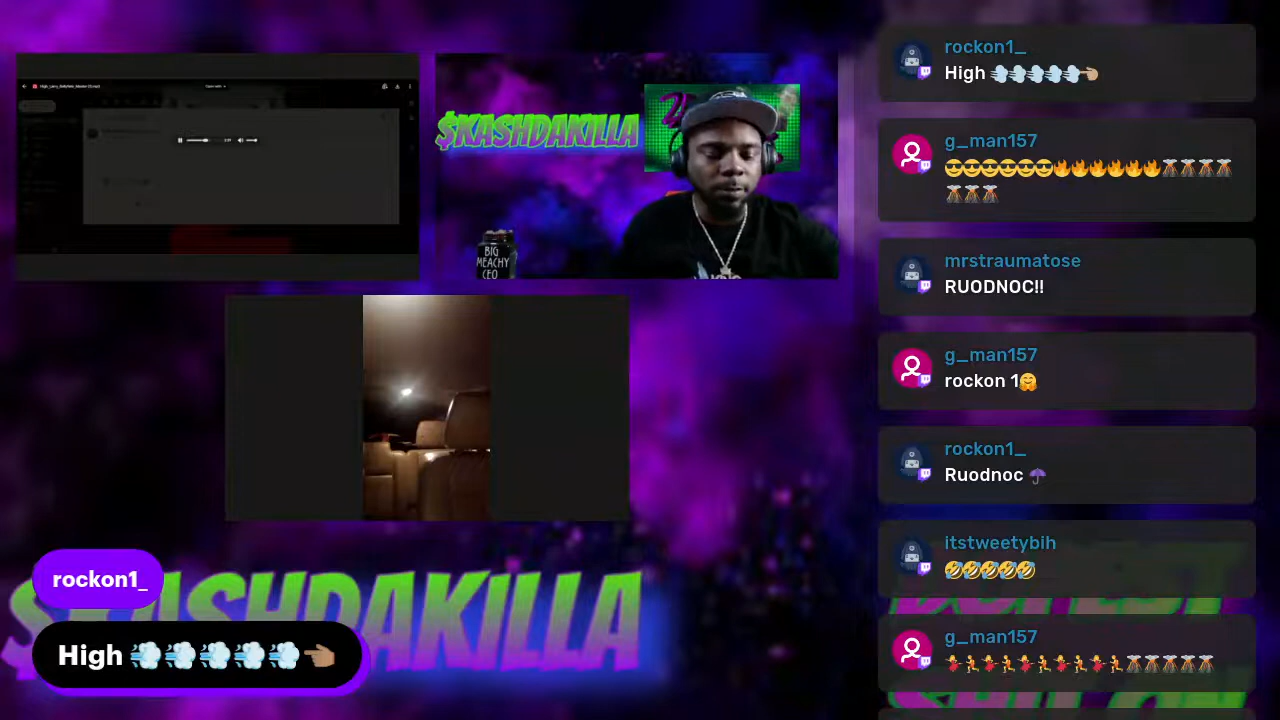 $KASHDAKILLA
BIG
MEACHY
CEO
$KASHDAKILLA
rockon1_
High 💨💨💨💨💨👈🏽
rockon1_
High 💨💨💨💨💨👈🏽
g_man157
😎😎😎😎😎😎🔥🔥🔥🔥🔥🔥🌋🌋🌋🌋
🌋🌋🌋
mrstraumatose
RUODNOC!!
g_man157
rockon 1🤗
rockon1_
Ruodnoc ☂️
itstweetybih
🤣🤣🤣🤣🤣
g_man157
💃🏃💃🏃💃🏃💃🏃💃🏃🌋🌋🌋🌋🌋